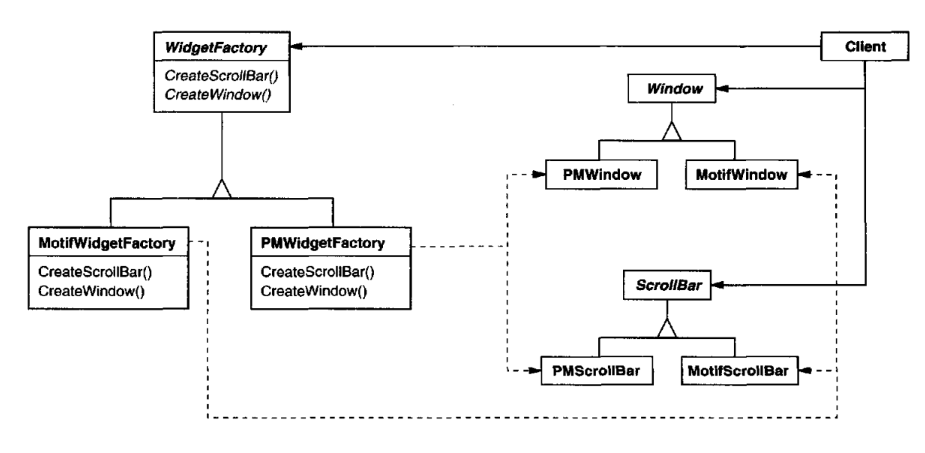 WidgetFactory
CreateScrollBar()
CreateWindow()
Client
Window
PMWindow
MotifWindow
MotifWidgetFactory
CreateScrollBar()
CreateWindow()
PMWidgetFactory
CreateScrollBar()
CreateWindow()
ScrollBar
PMScrollBar
MotifScrollBar